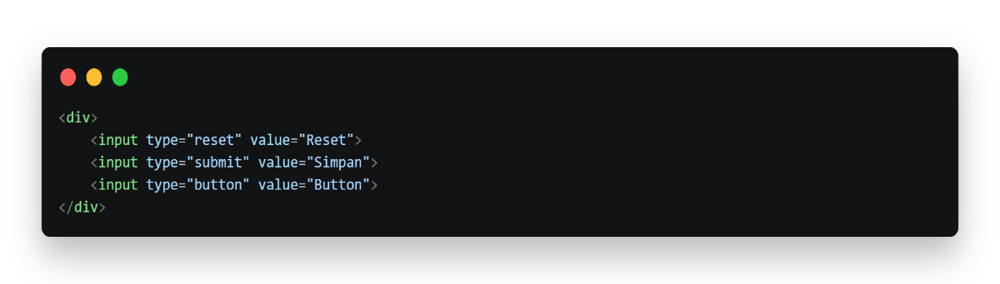 <div>
    <input type="reset" value="Reset">
    <input type="submit" value="Simpan">
    <input type="button" value="Button">
</div>